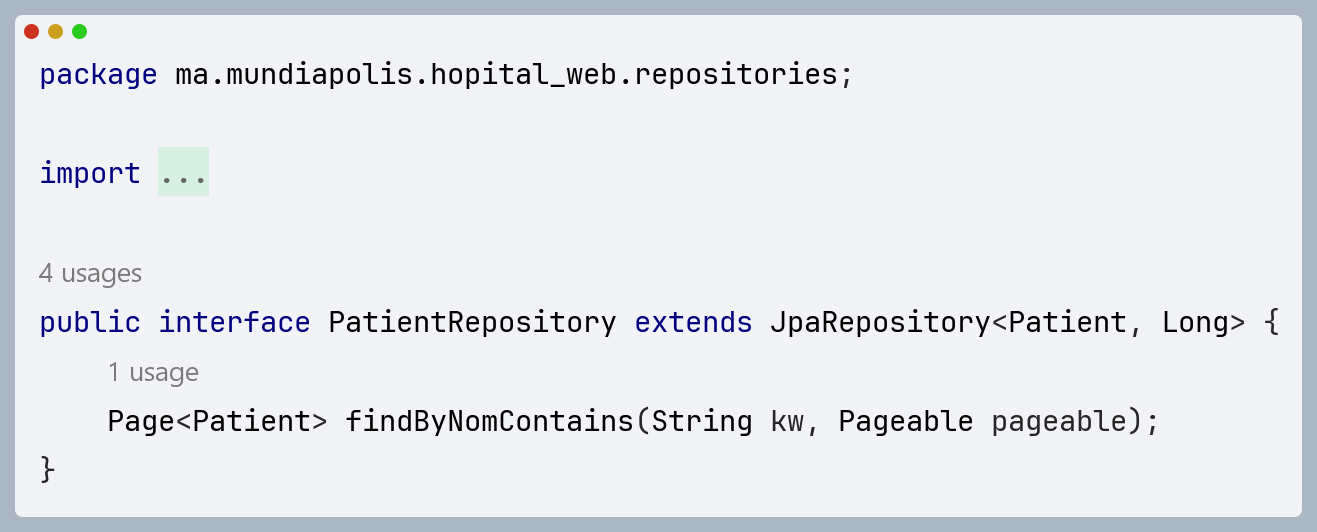 package ma.mundiapolis.hopital_web.repositories;
import ...
4 usages
public interface PatientRepository extends JpaRepository<Patient, Long> {
1 usage
Page<Patient> findByNomContains(String kw, Pageable pageable);
}